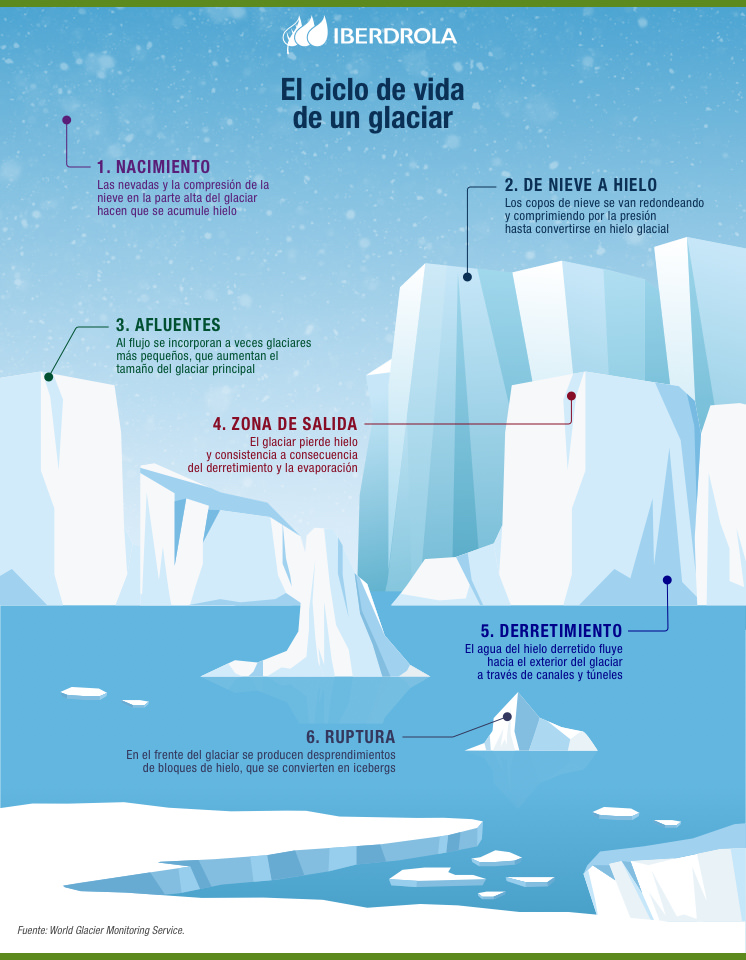 IBERDROLA
El ciclo de vida
de un glaciar
1. NACIMIENTO
Las nevadas y la compresión de la
nieve en la parte alta del glaciar
hacen que se acumule hielo
2. DE NIEVE A HIELO
Los copos de nieve se van redondeando
y comprimiendo por la presión
hasta convertirse en hielo glacial
3. AFLUENTES
Al flujo se incorporan a veces glaciares
más pequeños, que aumentan el
tamaño del glaciar principal
4. ZONA DE SALIDA
El glaciar pierde hielo
y consistencia a consecuencia
del derretimiento y la evaporación
5. DERRETIMIENTO
El agua del hielo derretido fluye
hacia el exterior del glaciar
a través de canales y túneles
6. RUPTURA
En el frente del glaciar se producen desprendimientos
de bloques de hielo, que se convierten en icebergs
Fuente: World Glacier Monitoring Service.